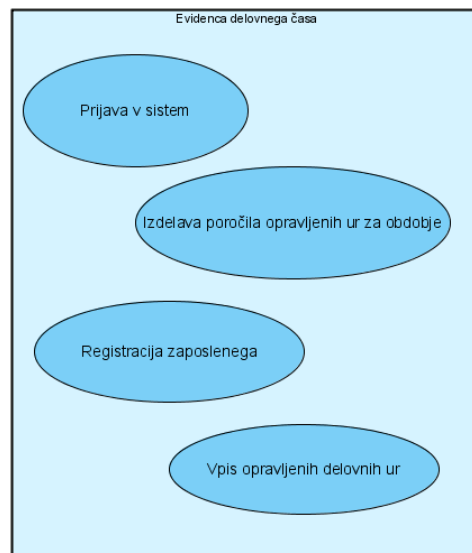 Evidenca delovnega časa
Prijava v sistem
Izdelava poročila opravljenih ur za obdobje
Registracija zaposlenega
Vpis opravljenih delovnih ur